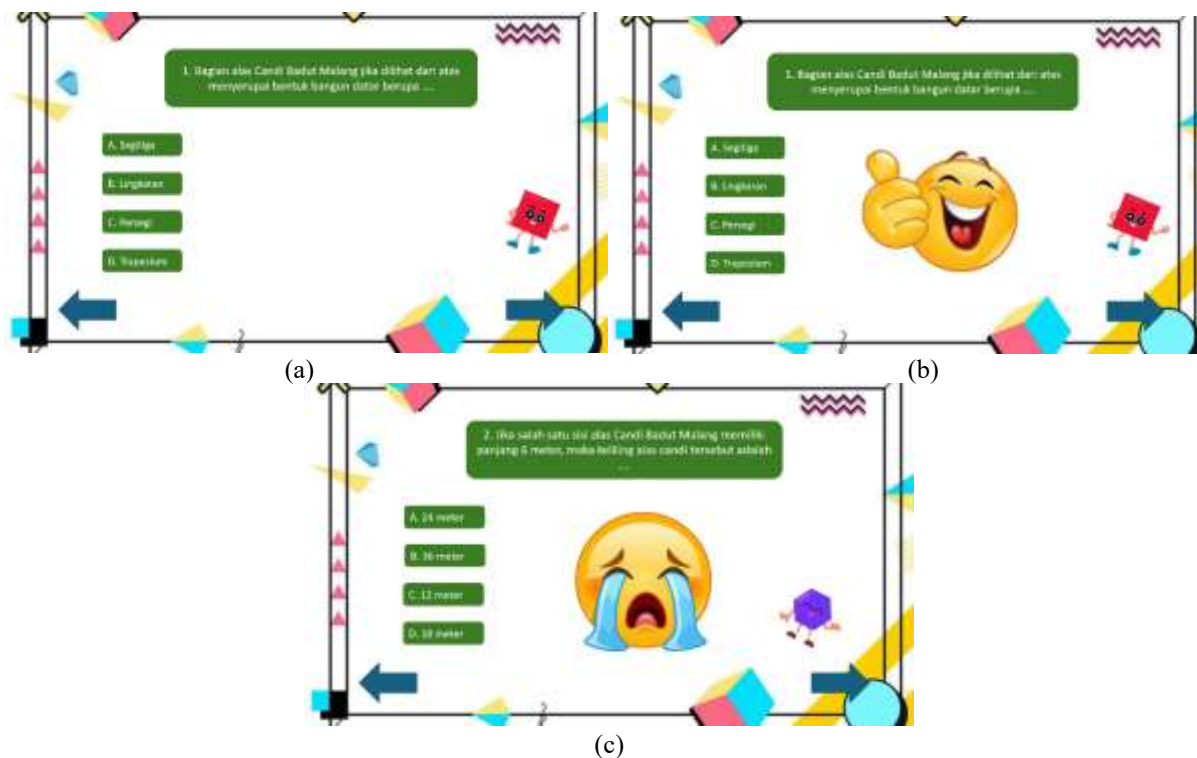 1. Bagian alas Candi Badut Malang jika dilihat dari atas
menyerupai bentuk bangun datar berupa ....
A. Segitiga
B. Lingkaran
C. Persegi
D. Trapesium
(a)
1. Bagian alas Candi Badut Malang jika dilihat dari atas
menyerupai bentuk bangun datar berupa ....
A. Segitiga
B. Lingkaran
C. Persegi
D. Trapesium
(b)
2. Jika salah satu sisi alas Candi Badut Malang memiliki
panjang 6 meter, maka keliling alas candi tersebut adalah
....
A. 24 meter
B. 36 meter
C. 12 meter
D. 18 meter
(c)